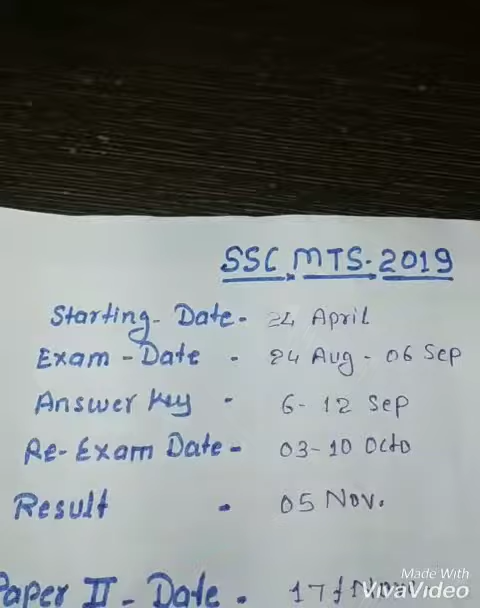 SSC MTS-2019
Starting-Date- 24 April
Exam-Date - 24 Aug - 06 Sep
Answer Key - 6-12 Sep
Re-Exam Date - 03-10 Octo
Result - 05 Nov.
Paper II - Date - 17
Made With
VivaVideo